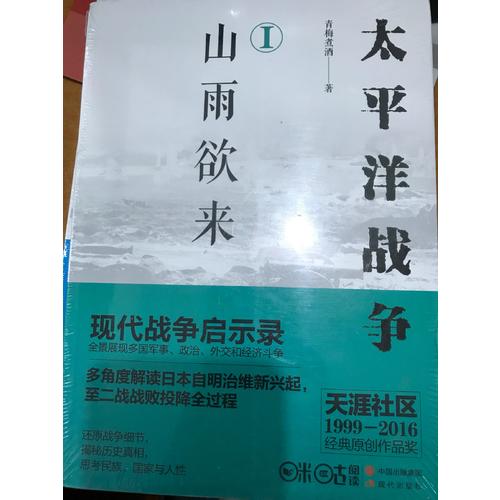 太平洋战争
青梅煮酒——著
I
山雨欲来
现代战争启示录
全景展现多国军事、政治、外交和经济斗争
多角度解读日本自明治维新兴起,
至二战战败投降全过程
还原战争细节,
揭秘历史真相,
思考民族、国家与人性
天涯社区
1999—2016
经典原创作品奖
咪咕阅读
中国出版集团
现代出版社